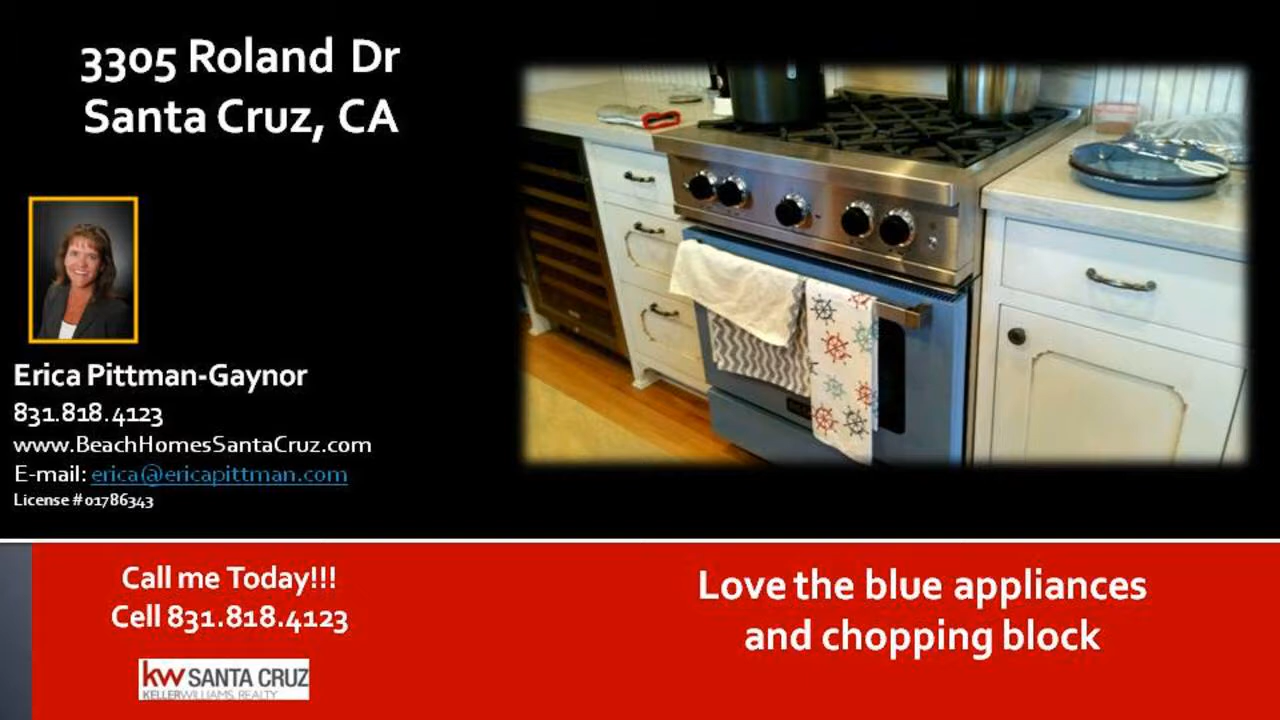 3305 Roland Dr
Santa Cruz, CA
Erica Pittman-Gaynor
831.818.4123
www.BeachHomesSantaCruz.com
E-mail: erica@ericapittman.com
License #01786343
Call me Today!!!
Cell 831.818.4123
kw SANTA CRUZ
KELLERWILLIAMS. REALTY
Love the blue appliances
and chopping block